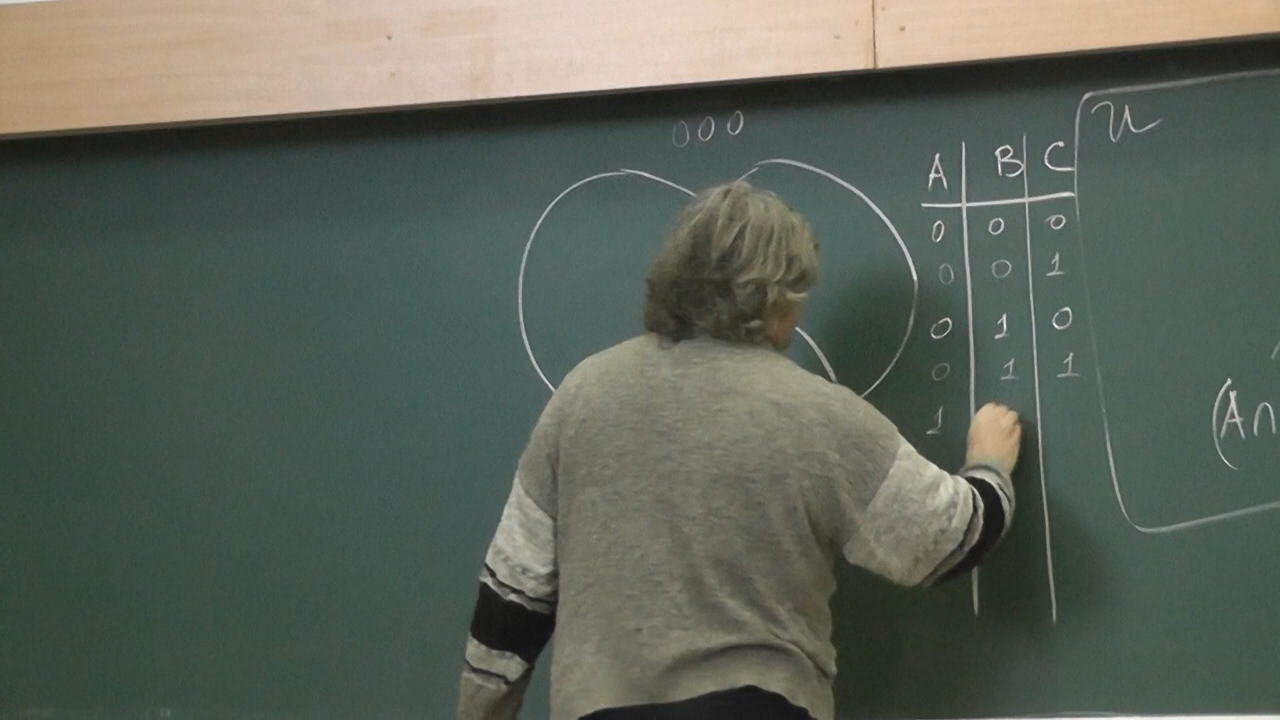 000
A B C
0 0 0
0 0 1
0 1 0
0 1 1
1
U
(A∩